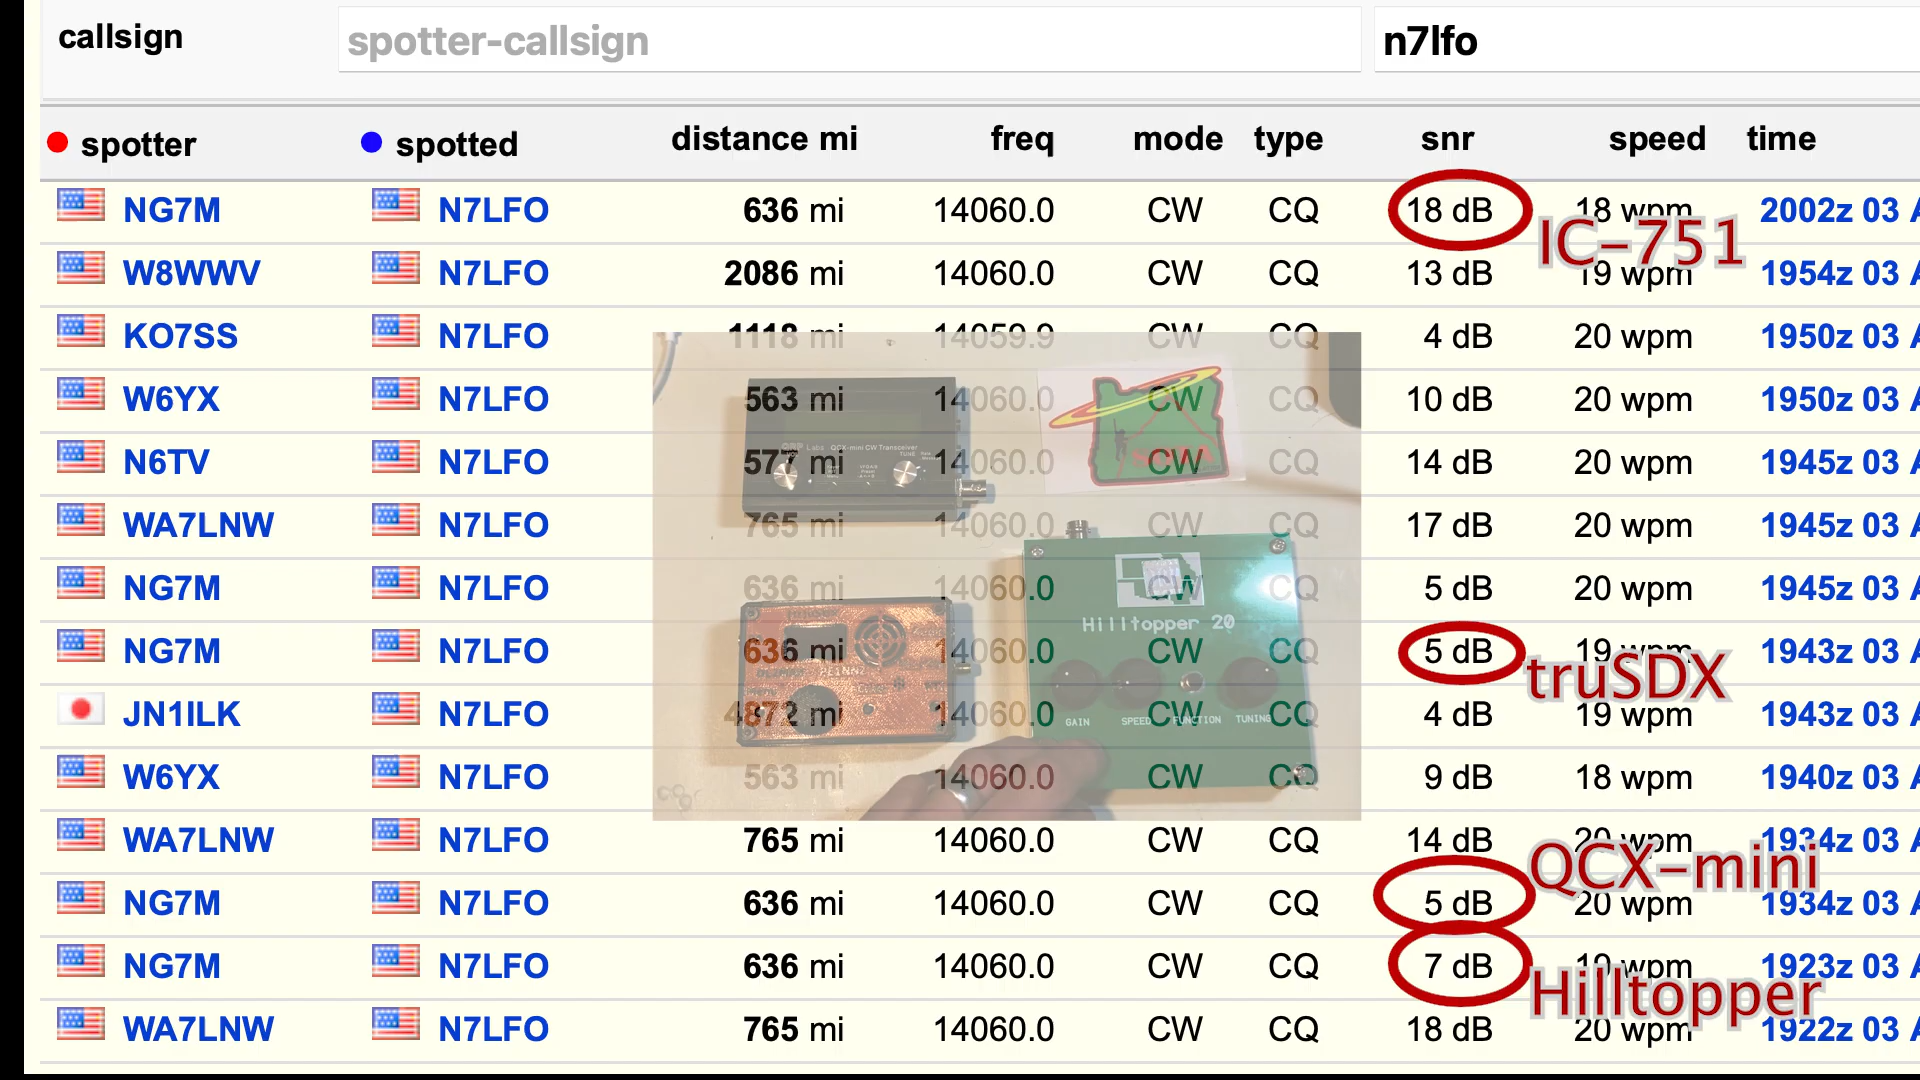 callsign spotter-callsign n7lfo
spotter spotted distance mi freq mode type snr speed time
NG7M N7LFO 636 mi 14060.0 CW CQ 18 dB 18 wpm 2002z 03
IC-751
W8WWV N7LFO 2086 mi 14060.0 CW CQ 13 dB 19 wpm 1954z 03
KO7SS N7LFO 1118 mi 14059.9 CW CQ 4 dB 20 wpm 1950z 03
W6YX N7LFO 563 mi 14060.0 CW CQ 10 dB 20 wpm 1950z 03
QCX-mini CW Transceiver
TUNE
N6TV N7LFO 577 mi 14060.0 CW CQ 14 dB 20 wpm 1945z 03
WA7LNW N7LFO 765 mi 14060.0 CW CQ 17 dB 20 wpm 1945z 03
NG7M N7LFO 636 mi 14060.0 CW CQ 5 dB 20 wpm 1945z 03
Hilltopper 20
NG7M N7LFO 636 mi 14060.0 CW CQ 5 dB 19 wpm 1943z 03
truSDX
JN1ILK N7LFO 4872 mi 14060.0 CW CQ 4 dB 19 wpm 1943z 03
GAIN SPEED FUNCTION TUNING
W6YX N7LFO 563 mi 14060.0 CW CQ 9 dB 18 wpm 1940z 03
WA7LNW N7LFO 765 mi 14060.0 CW CQ 14 dB 20 wpm 1934z 03
QCX-mini
NG7M N7LFO 636 mi 14060.0 CW CQ 5 dB 20 wpm 1934z 03
NG7M N7LFO 636 mi 14060.0 CW CQ 7 dB 19 wpm 1923z 03
Hilltopper
WA7LNW N7LFO 765 mi 14060.0 CW CQ 18 dB 20 wpm 1922z 03